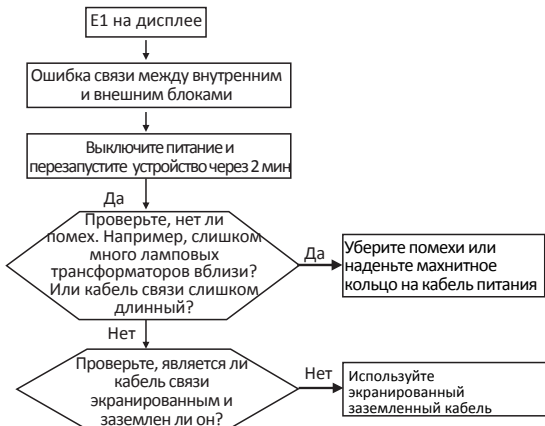 E1 на дисплее
Ошибка связи между внутренним
и внешним блоками
Выключите питание и
перезапустите устройство через 2 мин
Да
Проверьте, нет ли
помех. Например, слишком
много ламповых
трансформаторов вблизи?
Или кабель связи слишком
длинный?
Да
Уберите помехи или
наденьте махнитное
кольцо на кабель питания
Нет
Проверьте, является ли
кабель связи
экранированным и
заземлен ли он?
Нет
Используйте
экранированный
заземленный кабель